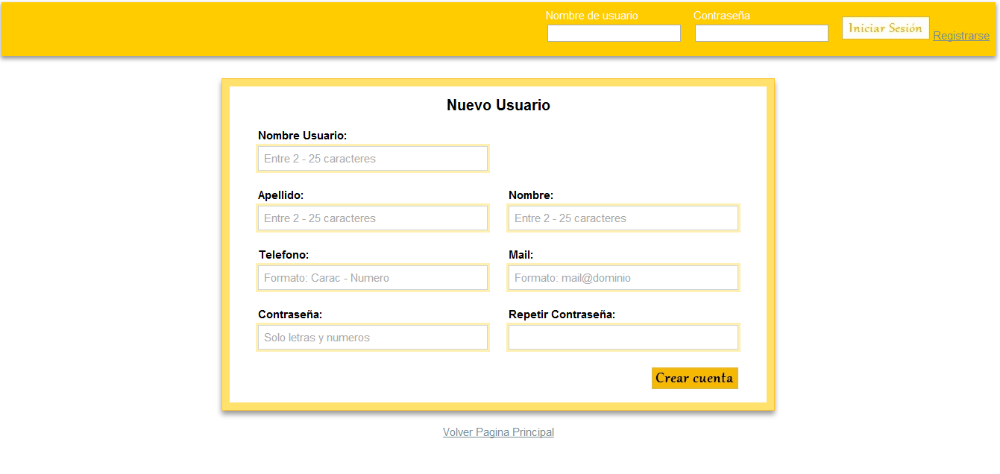 Nombre de usuario Contraseña
Iniciar Sesión Registrarse
Nuevo Usuario
Nombre Usuario:
Entre 2 - 25 caracteres
Apellido: Nombre:
Entre 2 - 25 caracteres Entre 2 - 25 caracteres
Telefono: Mail:
Formato: Carac - Numero Formato: mail@dominio
Contraseña: Repetir Contraseña:
Solo letras y numeros
Crear cuenta
Volver Pagina Principal